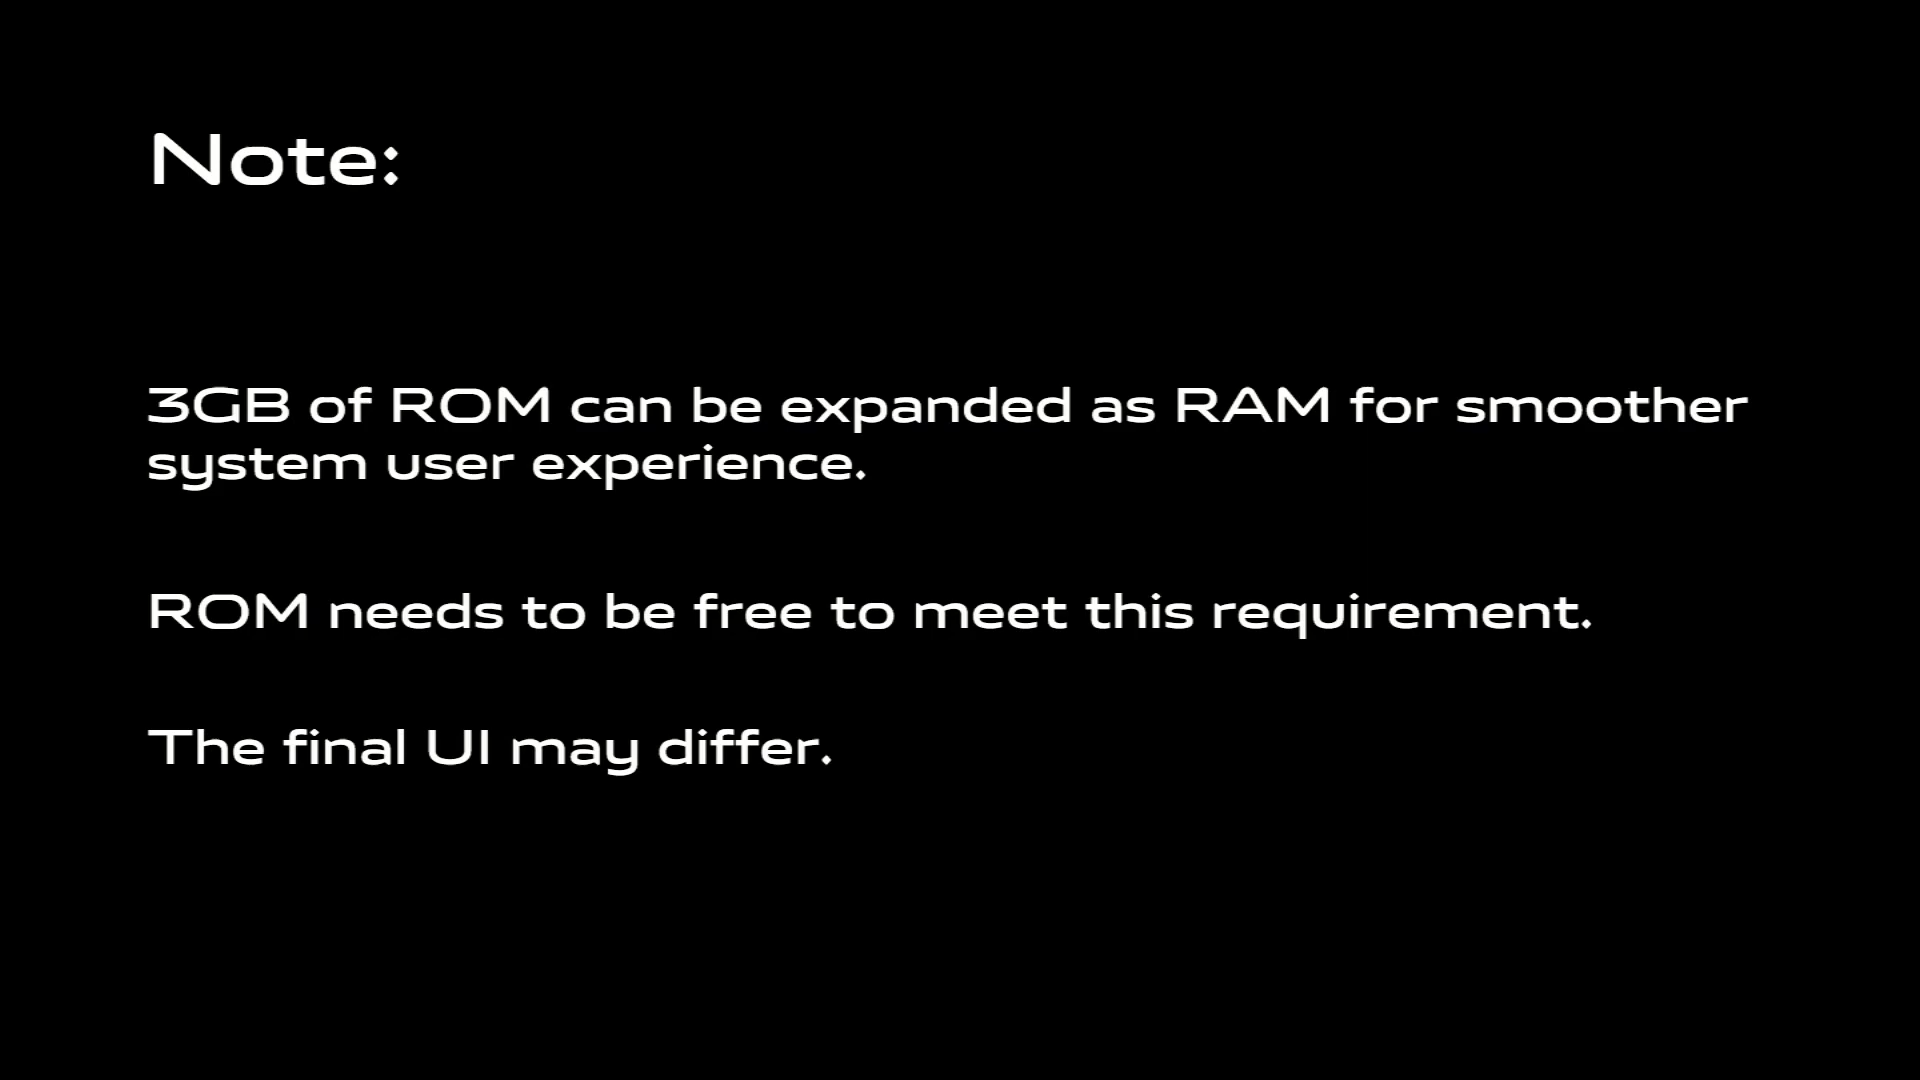 Note:
3GB of ROM can be expanded as RAM for smoother
system user experience.
ROM needs to be free to meet this requirement.
The final UI may differ.